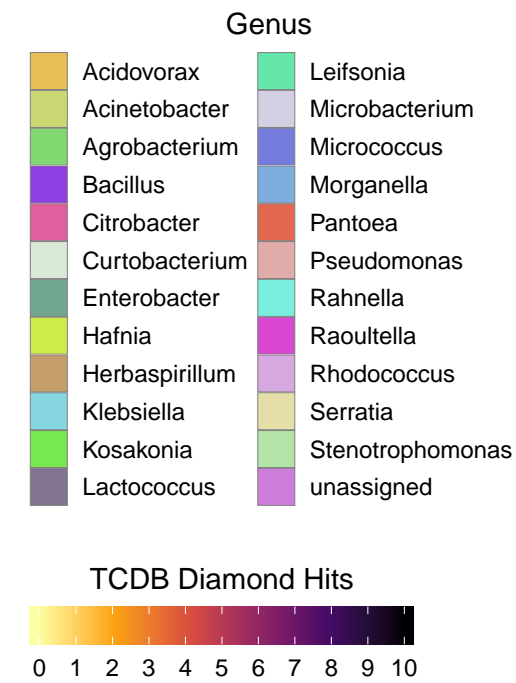 Genus
Acidovorax Leifsonia
Acinetobacter Microbacterium
Agrobacterium Micrococcus
Bacillus Morganella
Citrobacter Pantoea
Curtobacterium Pseudomonas
Enterobacter Rahnella
Hafnia Raoultella
Herbaspirillum Rhodococcus
Klebsiella Serratia
Kosakonia Stenotrophomonas
Lactococcus unassigned
TCDB Diamond Hits
0 1 2 3 4 5 6 7 8 9 10